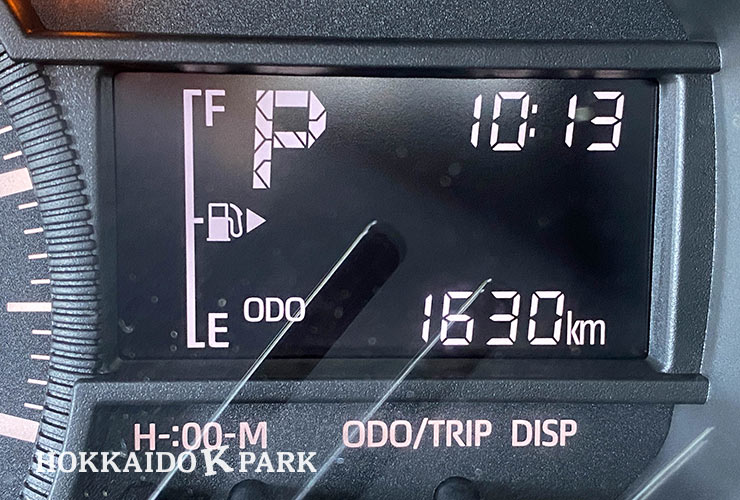 F P 10:13
E ODO 1630km
H-:00-M ODO/TRIP DISP
HOKKAIDO K PARK